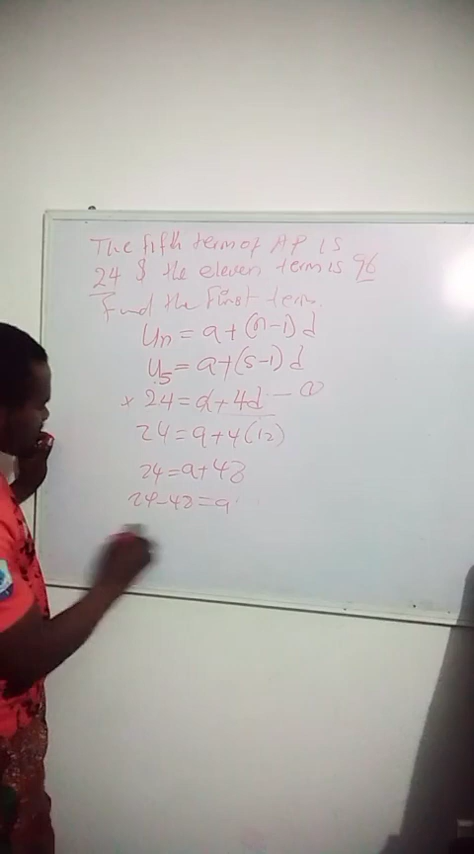 The fifth term of AP is
24 & the eleven term is 96
find the first term.
Un = a+(n-1)d
U5 = a+(5-1)d
x 24 = a+4d — ①
24 = a+4(12)
24 = a+48
24-48 = a